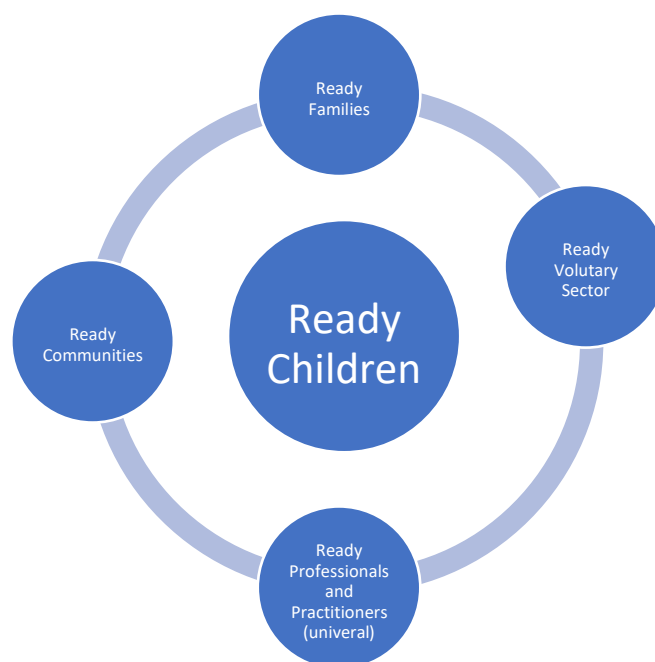 Ready
Families
Ready
Volutary
Sector
Ready
Children
Ready
Communities
Ready
Professionals
and
Practitioners
(univeral)